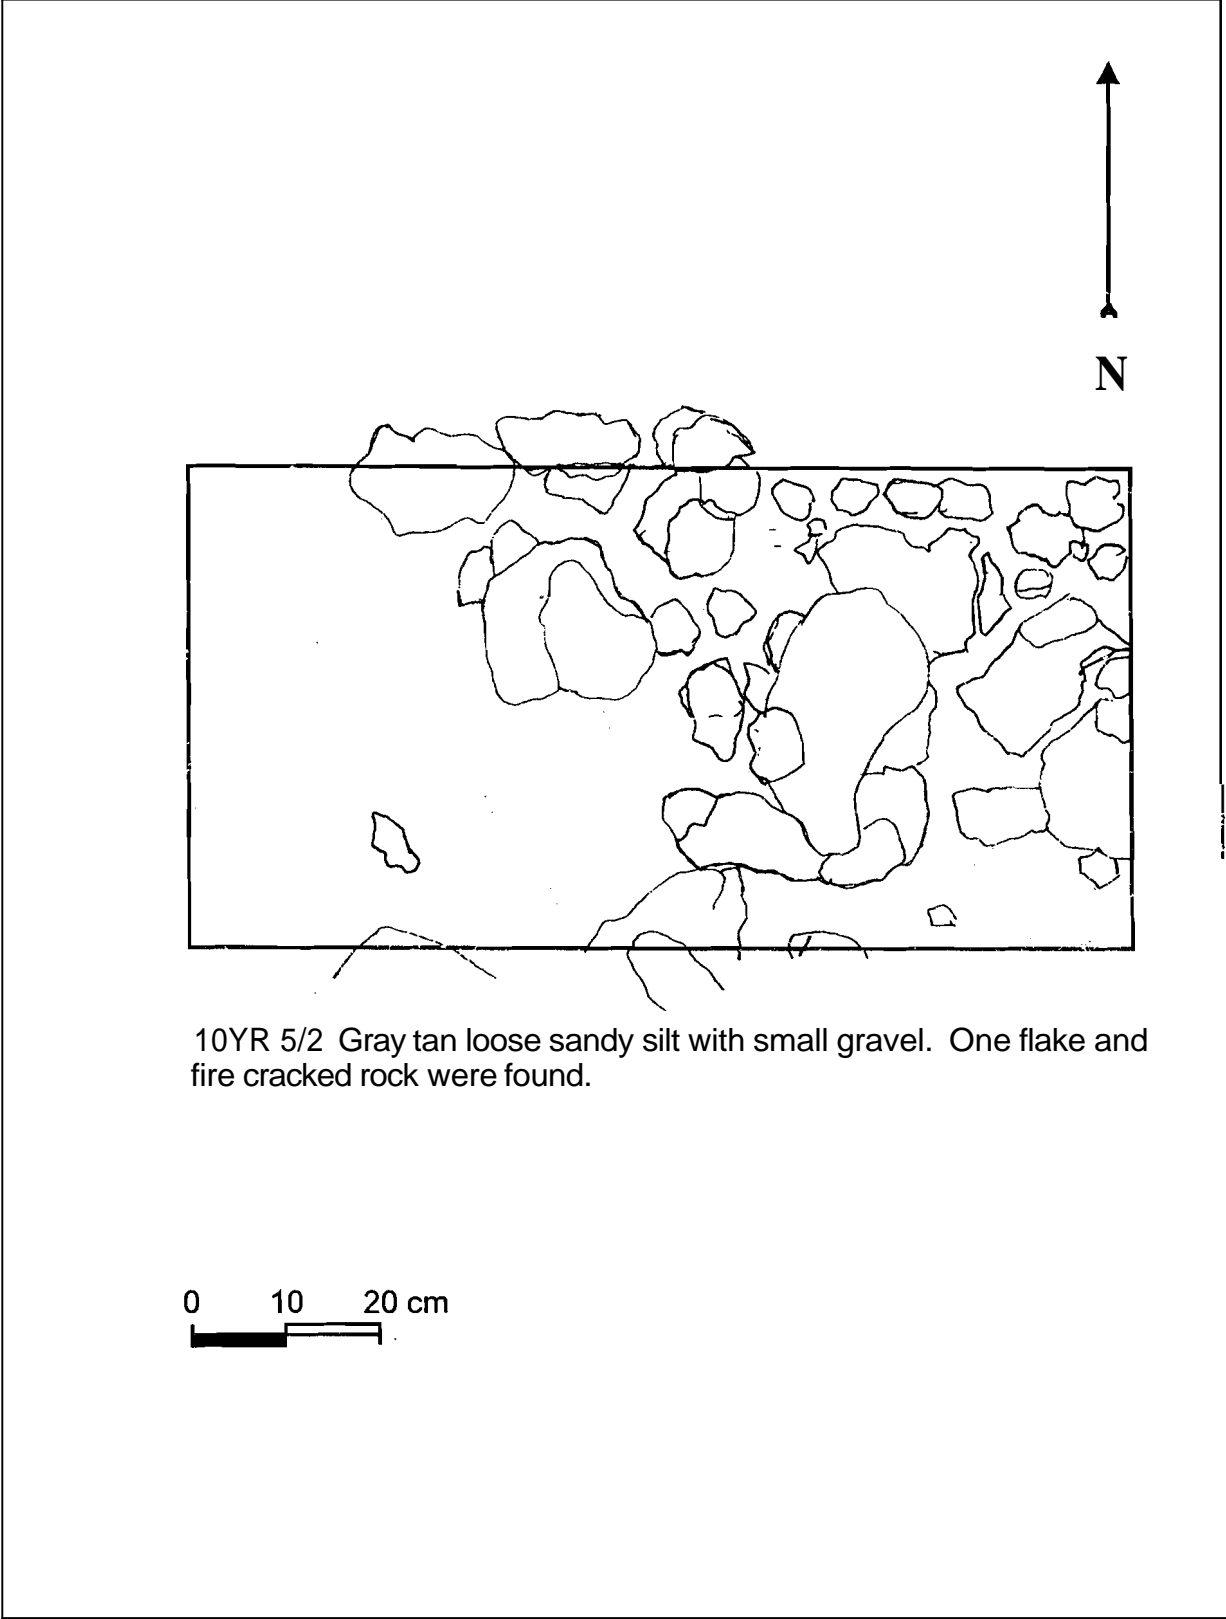 N
10YR 5/2 Gray tan loose sandy silt with small gravel. One flake and
fire cracked rock were found.
0 10 20 cm